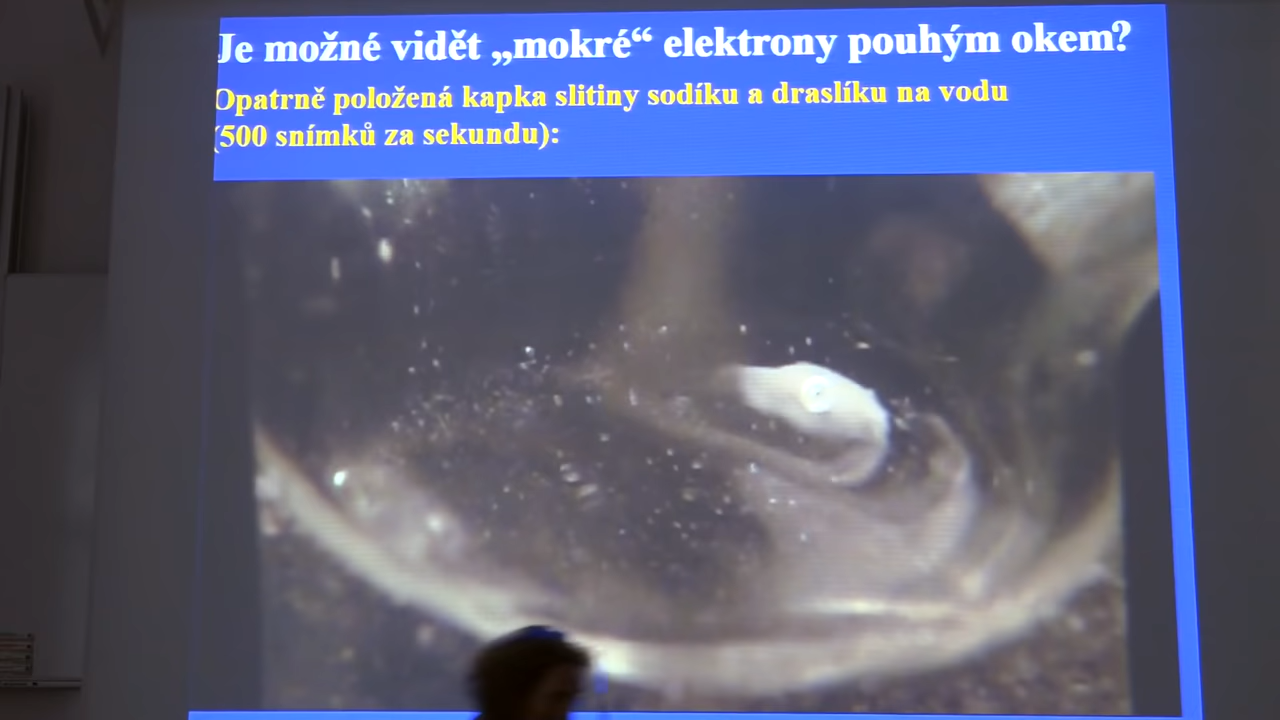 Je možné vidět „mokré“ elektrony pouhým okem?
Opatrně položená kapka slitiny sodíku a draslíku na vodu
(500 snímků za sekundu):